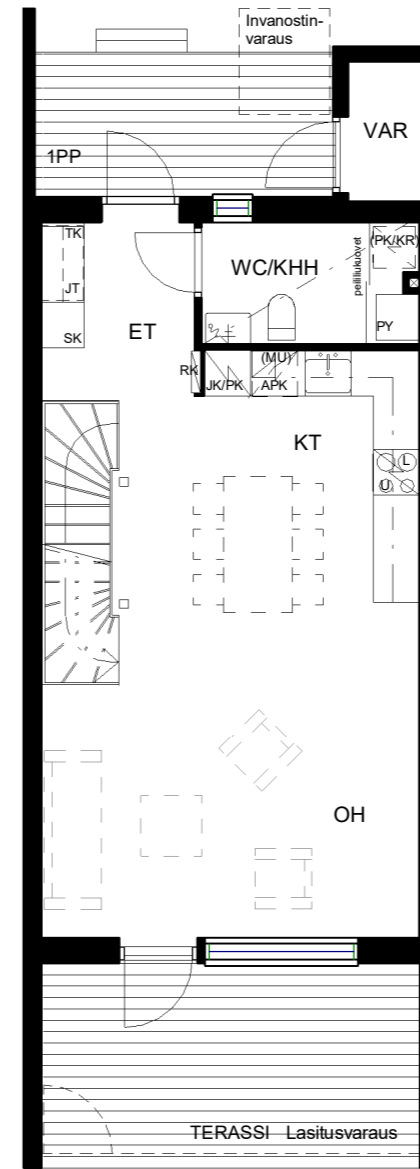 Invanostin-
varaus
VAR
1PP
TK
(PK/KR)
WC/KHH
peililiukuovet
JT
PY
ET
SK
(MU)
RK
JK/PK
APK
KT
L
U
OH
TERASSI Lasitusvaraus